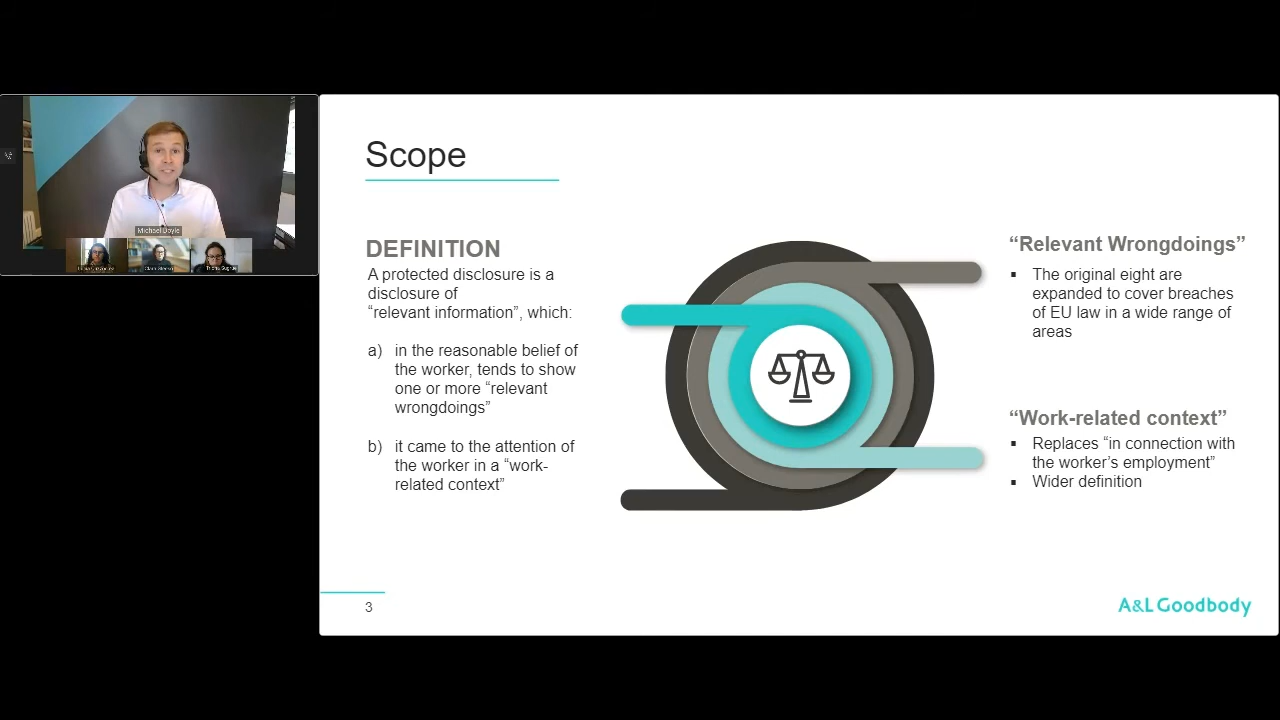 Michael Doyle
Scope
DEFINITION
A protected disclosure is a
disclosure of
“relevant information”, which:
a) in the reasonable belief of
the worker, tends to show
one or more “relevant
wrongdoings”
b) it came to the attention of
the worker in a “work-
related context”
“Relevant Wrongdoings”
▪ The original eight are
expanded to cover breaches
of EU law in a wide range of
areas
“Work-related context”
▪ Replaces “in connection with
the worker’s employment”
▪ Wider definition
3
A&L Goodbody